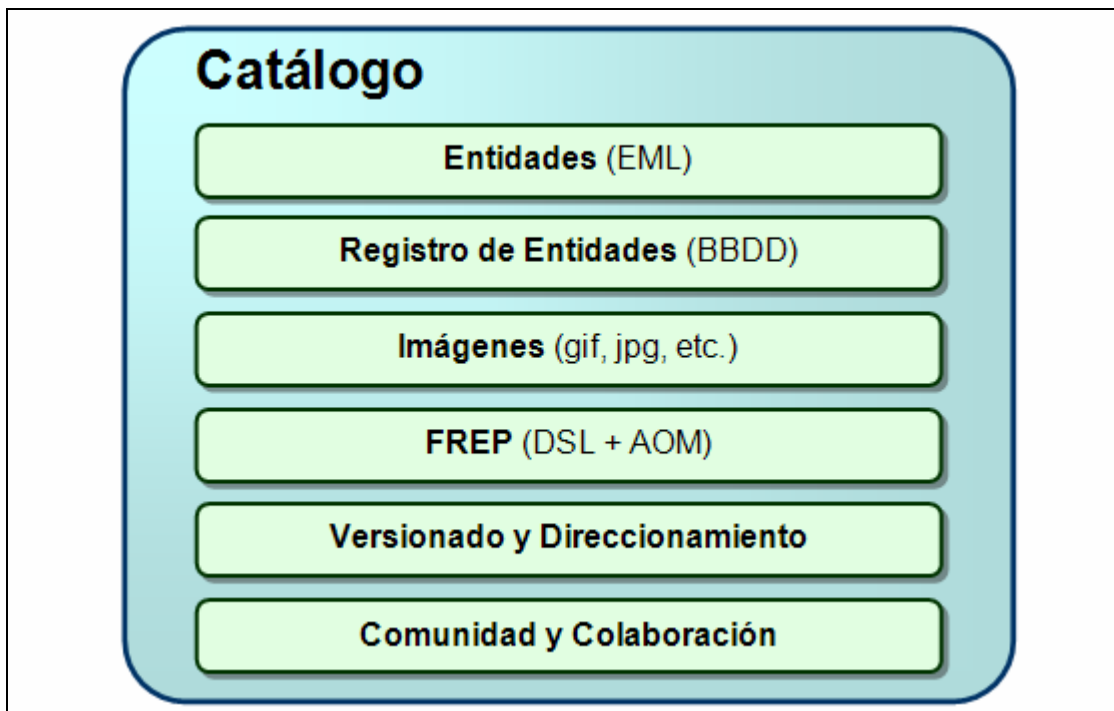 Catálogo
Entidades (EML)
Registro de Entidades (BBDD)
Imágenes (gif, jpg, etc.)
FREP (DSL + AOM)
Versionado y Direccionamiento
Comunidad y Colaboración